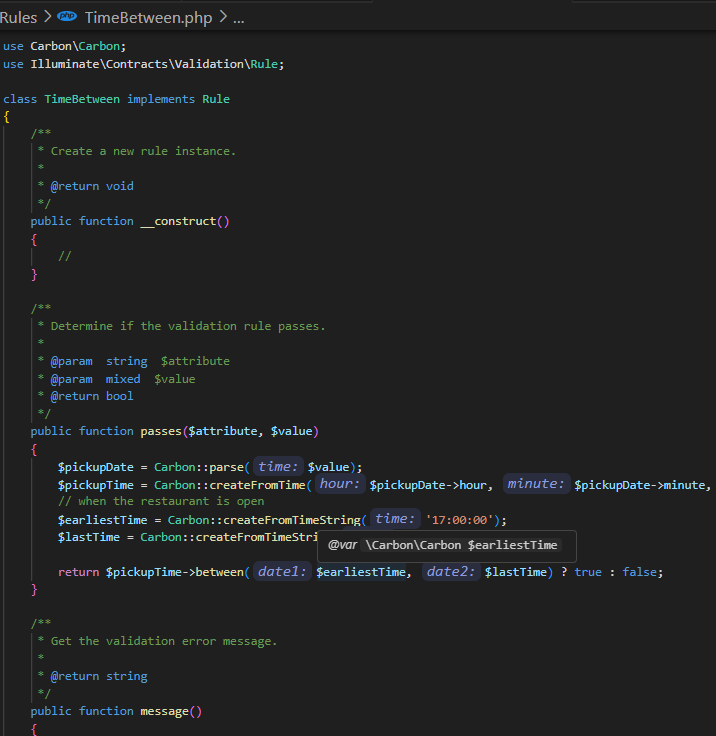 Rules > php TimeBetween.php > ...
use Carbon\Carbon;
use Illuminate\Contracts\Validation\Rule;
class TimeBetween implements Rule
{
/**
* Create a new rule instance.
*
* @return void
*/
public function __construct()
{
//
}
/**
* Determine if the validation rule passes.
*
* @param  string  $attribute
* @param  mixed  $value
* @return bool
*/
public function passes($attribute, $value)
{
$pickupDate = Carbon::parse( time: $value);
$pickupTime = Carbon::createFromTime( hour: $pickupDate->hour, minute: $pickupDate->minute,
// when the restaurant is open
$earliestTime = Carbon::createFromTimeString( time: '17:00:00');
$lastTime = Carbon::createFromTimeStri
@var \Carbon\Carbon $earliestTime
return $pickupTime->between( date1: $earliestTime, date2: $lastTime) ? true : false;
}
/**
* Get the validation error message.
*
* @return string
*/
public function message()
{